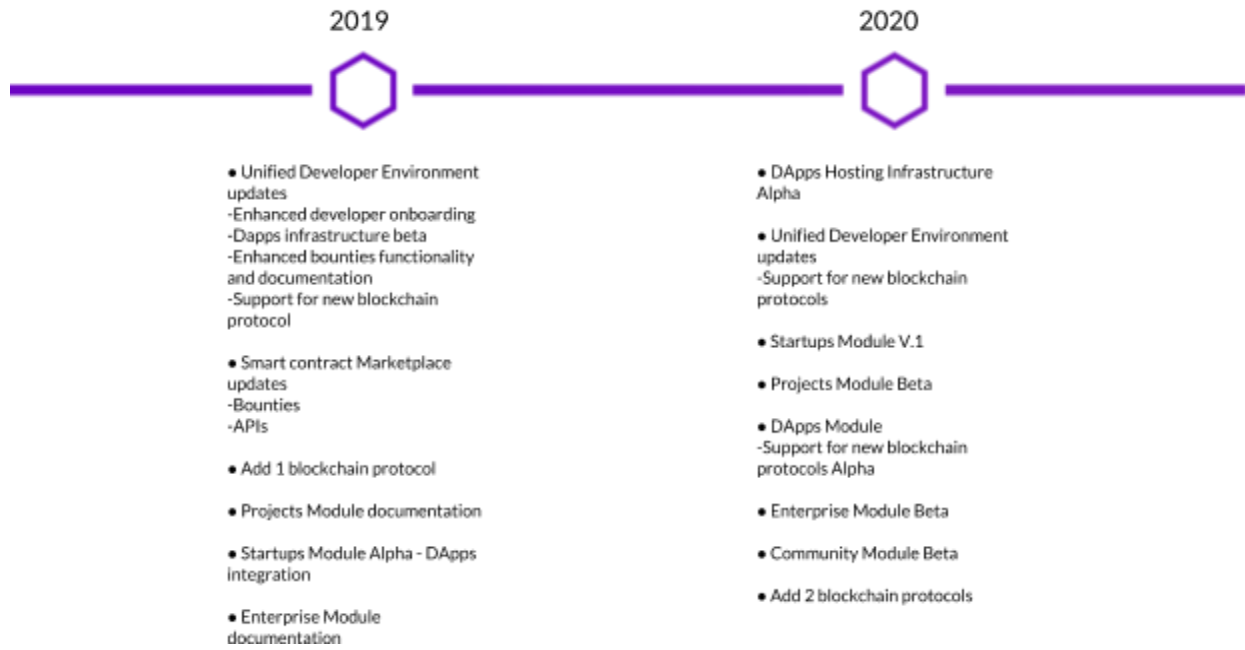 2019
● Unified Developer Environment
updates
-Enhanced developer onboarding
-Dapps infrastructure beta
-Enhanced bounties functionality
and documentation
-Support for new blockchain
protocol
● Smart contract Marketplace
updates
-Bounties
-APIs
● Add 1 blockchain protocol
● Projects Module documentation
● Startups Module Alpha - DApps
integration
● Enterprise Module
documentation
2020
● DApps Hosting Infrastructure
Alpha
● Unified Developer Environment
updates
-Support for new blockchain
protocols
● Startups Module V.1
● Projects Module Beta
● DApps Module
-Support for new blockchain
protocols Alpha
● Enterprise Module Beta
● Community Module Beta
● Add 2 blockchain protocols